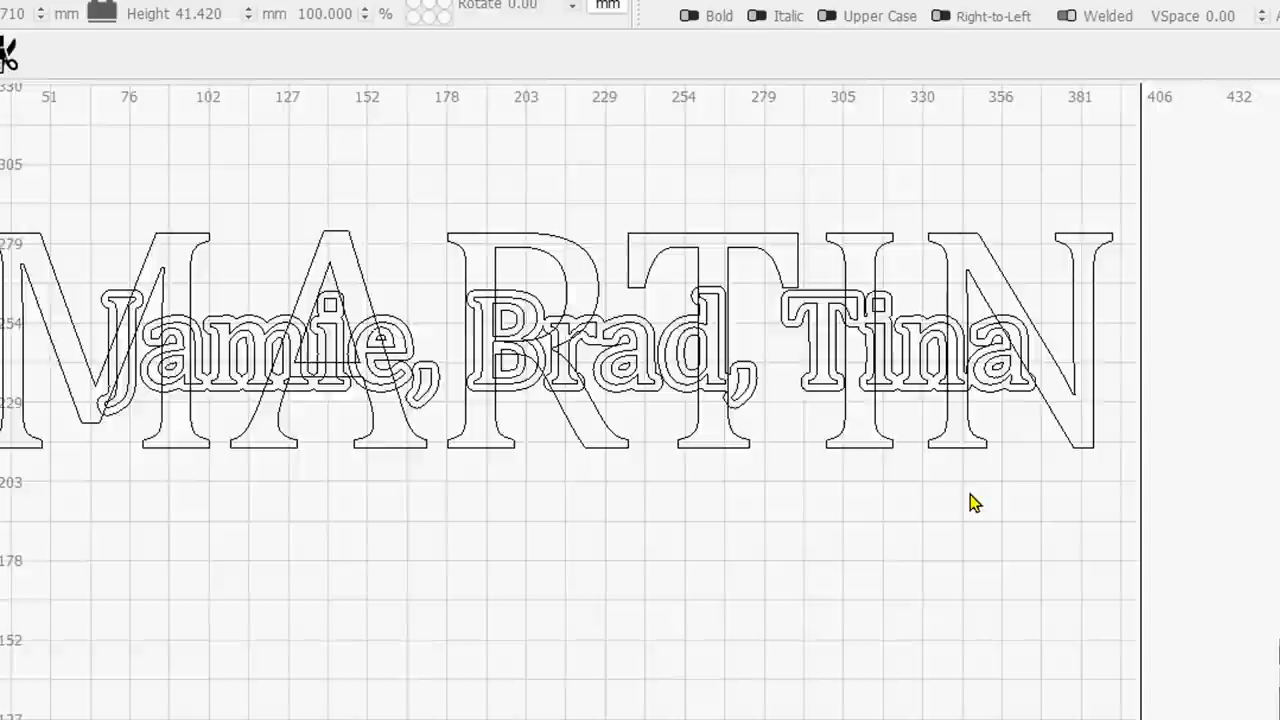 710 mm Height 41.420 mm 100.000 % Rotate 0.00 mm Bold Italic Upper Case Right-to-Left Welded VSpace 0.00
330
51 76 102 127 152 178 203 229 254 279 305 330 356 381 406 432
305
279
MARTIN
254
Jamie, Brad, Tina
229
203
178
152